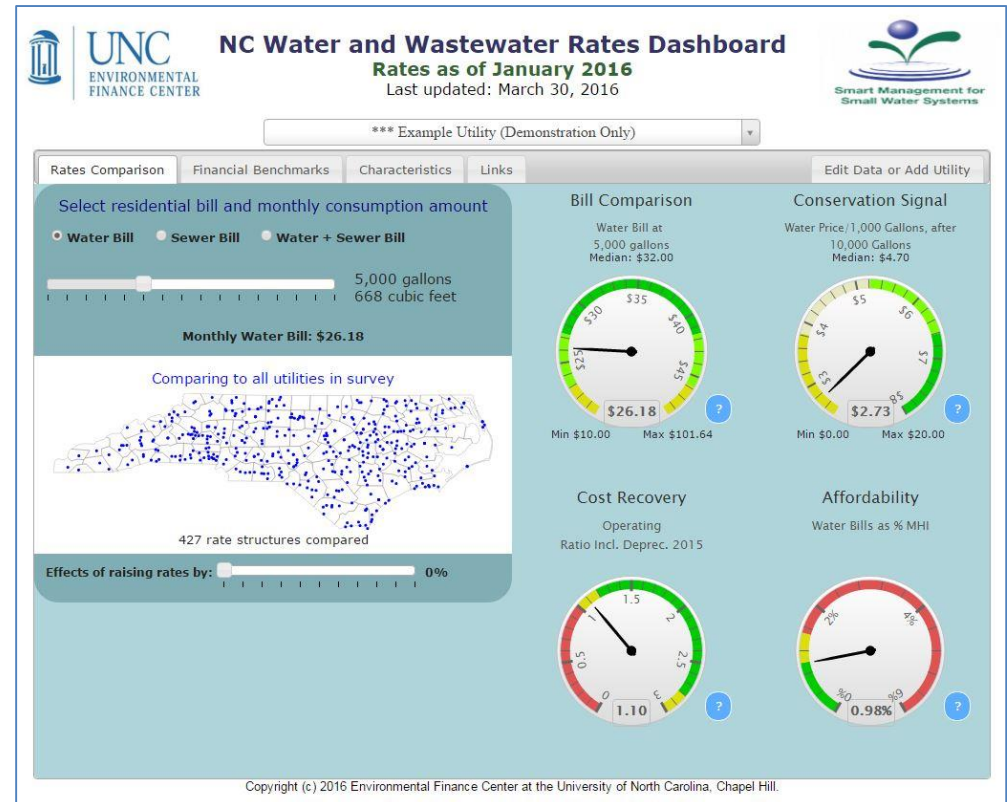 UNC
ENVIRONMENTAL
FINANCE CENTER
NC Water and Wastewater Rates Dashboard
Rates as of January 2016
Last updated: March 30, 2016
Smart Management for
Small Water Systems
*** Example Utility (Demonstration Only)
Rates Comparison Financial Benchmarks Characteristics Links Edit Data or Add Utility
Select residential bill and monthly consumption amount
Water Bill Sewer Bill Water + Sewer Bill
5,000 gallons
668 cubic feet
Monthly Water Bill: $26.18
Comparing to all utilities in survey
427 rate structures compared
Effects of raising rates by: 0%
Bill Comparison
Water Bill at
5,000 gallons
Median: $32.00
$25 $30 $35 $40 $45
$26.18
Min $10.00 Max $101.64
?
Conservation Signal
Water Price/1,000 Gallons, after
10,000 Gallons
Median: $4.70
$3 $4 $5 $6 $7 $8
$2.73
Min $0.00 Max $20.00
?
Cost Recovery
Operating
Ratio Incl. Deprec. 2015
0 0.5 1 1.5 2 2.5 3
1.10
?
Affordability
Water Bills as % MHI
0% 2% 4% 6%
0.98%
?
Copyright (c) 2016 Environmental Finance Center at the University of North Carolina, Chapel Hill.